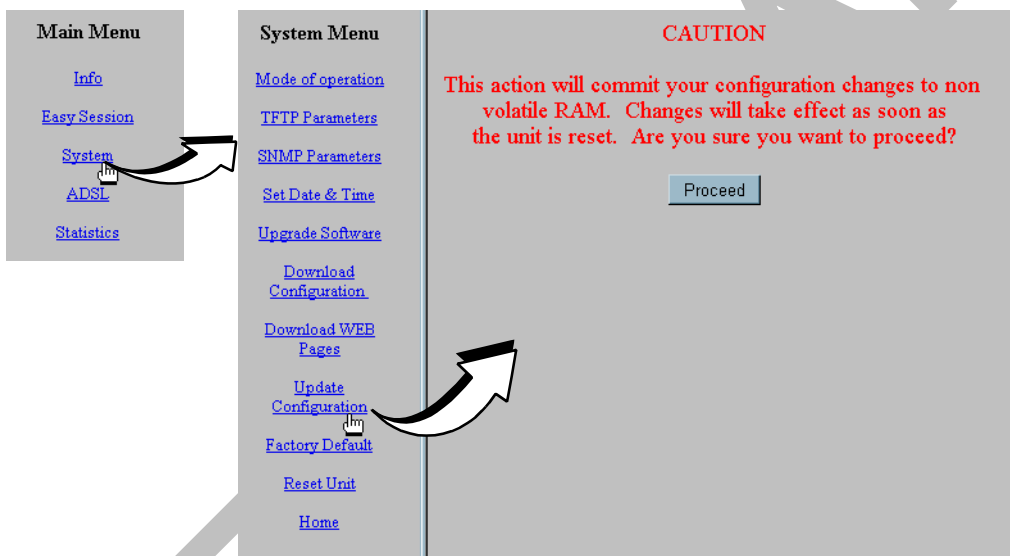 Main Menu
Info
Easy Session
System
ADSL
Statistics
System Menu
Mode of operation
TFTP Parameters
SNMP Parameters
Set Date & Time
Upgrade Software
Download
Configuration
Download WEB
Pages
Update
Configuration
Factory Default
Reset Unit
Home
CAUTION
This action will commit your configuration changes to non
volatile RAM.  Changes will take effect as soon as
the unit is reset.  Are you sure you want to proceed?
Proceed